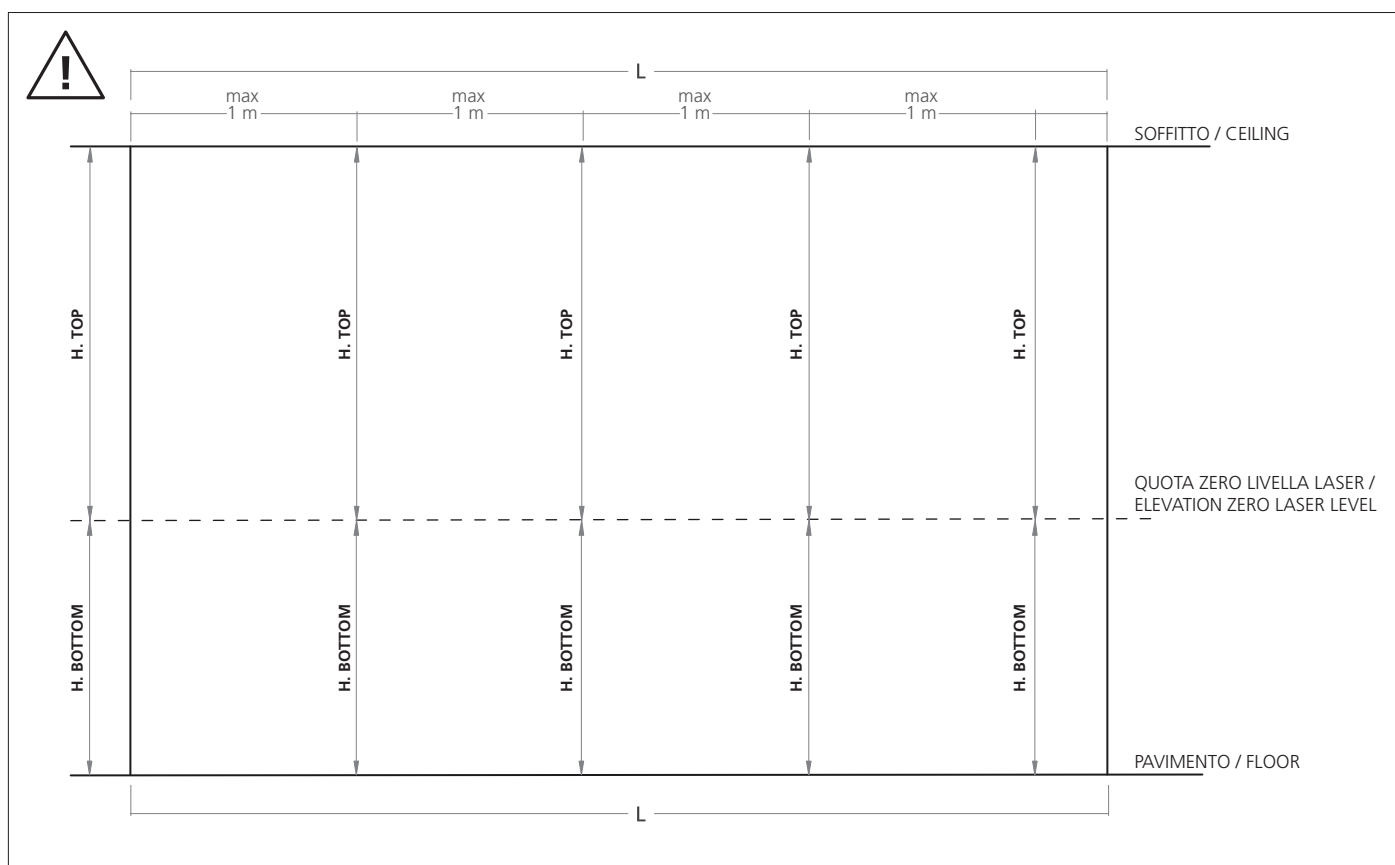 !
L
max
1 m
max
1 m
max
1 m
max
1 m
SOFFITTO / CEILING
H. TOP
H. TOP
H. TOP
H. TOP
H. TOP
QUOTA ZERO LIVELLA LASER /
ELEVATION ZERO LASER LEVEL
H. BOTTOM
H. BOTTOM
H. BOTTOM
H. BOTTOM
H. BOTTOM
PAVIMENTO / FLOOR
L